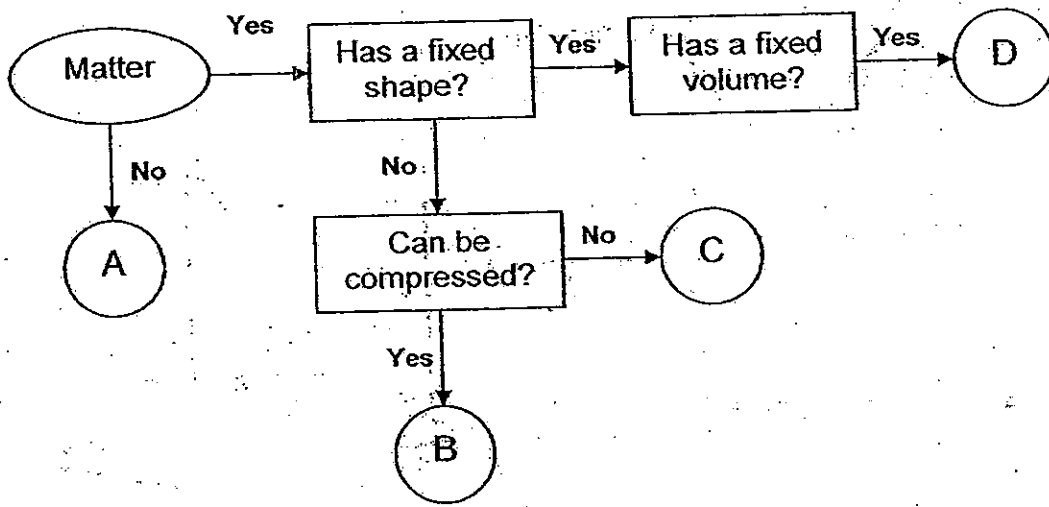 Yes
Matter
Has a fixed
shape?
Yes
Has a fixed
volume?
Yes
D
No
No
A
Can be
compressed?
No
C
Yes
B